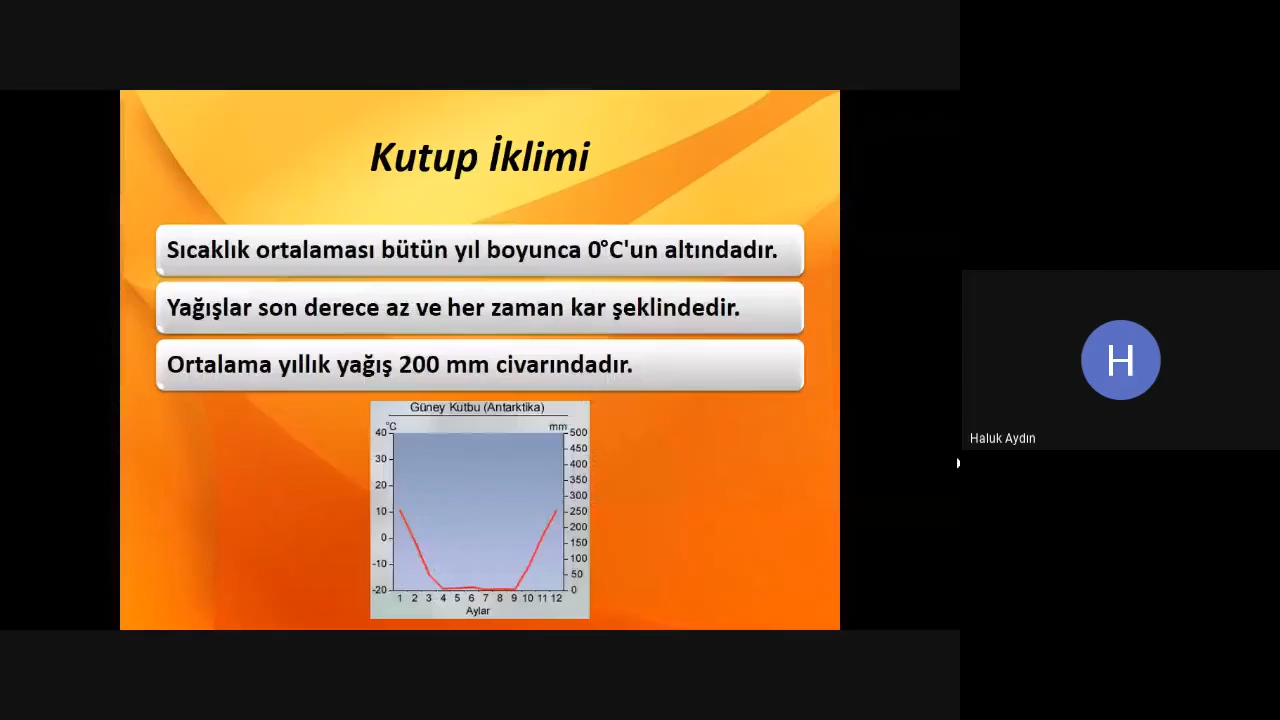 Kutup İklimi
Sıcaklık ortalaması bütün yıl boyunca 0°C'un altındadır.
Yağışlar son derece az ve her zaman kar şeklindedir.
Ortalama yıllık yağış 200 mm civarındadır.
Güney Kutbu (Antarktika)
°C mm
40 500
450
30 400
350
20 300
10 250
200
0 150
-10 100
50
-20 0
1 2 3 4 5 6 7 8 9 10 11 12
Aylar
H
Haluk Aydın